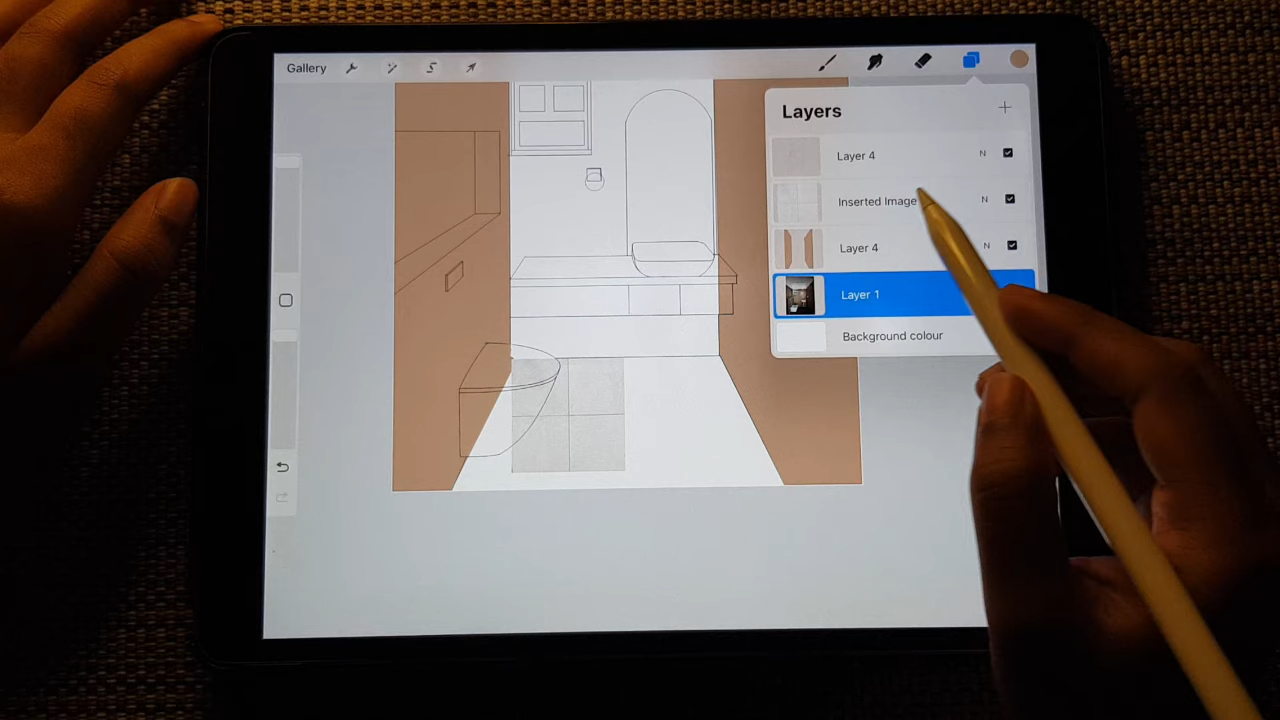 Gallery
Layers
Layer 4 N
Inserted Image N
Layer 4 N
Layer 1
Background colour